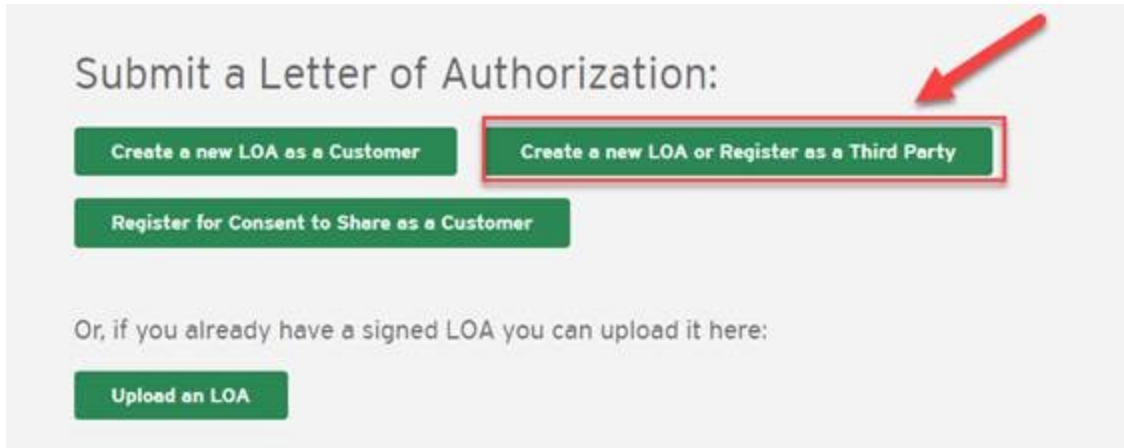 Submit a Letter of Authorization:
Create a new LOA as a Customer
Create a new LOA or Register as a Third Party
Register for Consent to Share as a Customer
Or, if you already have a signed LOA you can upload it here:
Upload an LOA